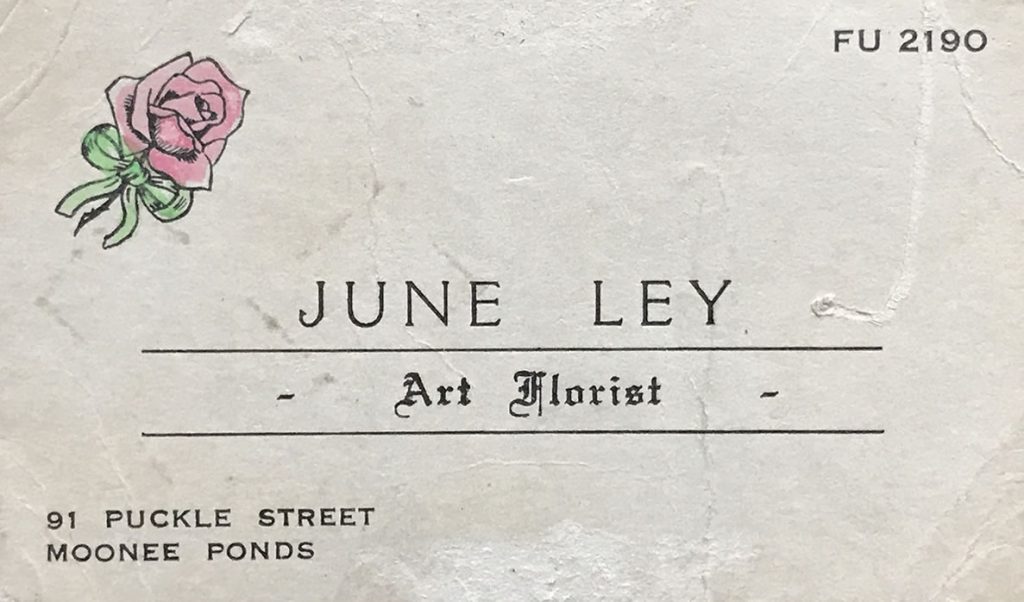 FU 2190
JUNE LEY
- Art Florist -
91 PUCKLE STREET
MOONEE PONDS